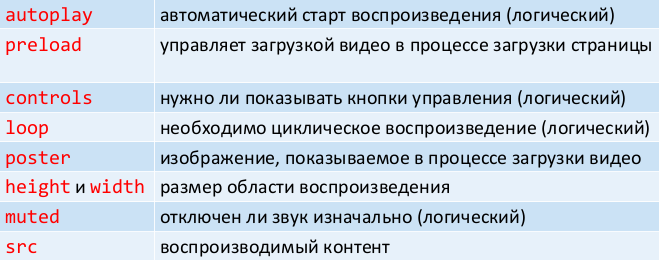 autoplay автоматический старт воспроизведения (логический)
preload управляет загрузкой видео в процессе загрузки страницы
controls нужно ли показывать кнопки управления (логический)
loop необходимо циклическое воспроизведение (логический)
poster изображение, показываемое в процессе загрузки видео
height и width размер области воспроизведения
muted отключен ли звук изначально (логический)
src воспроизводимый контент